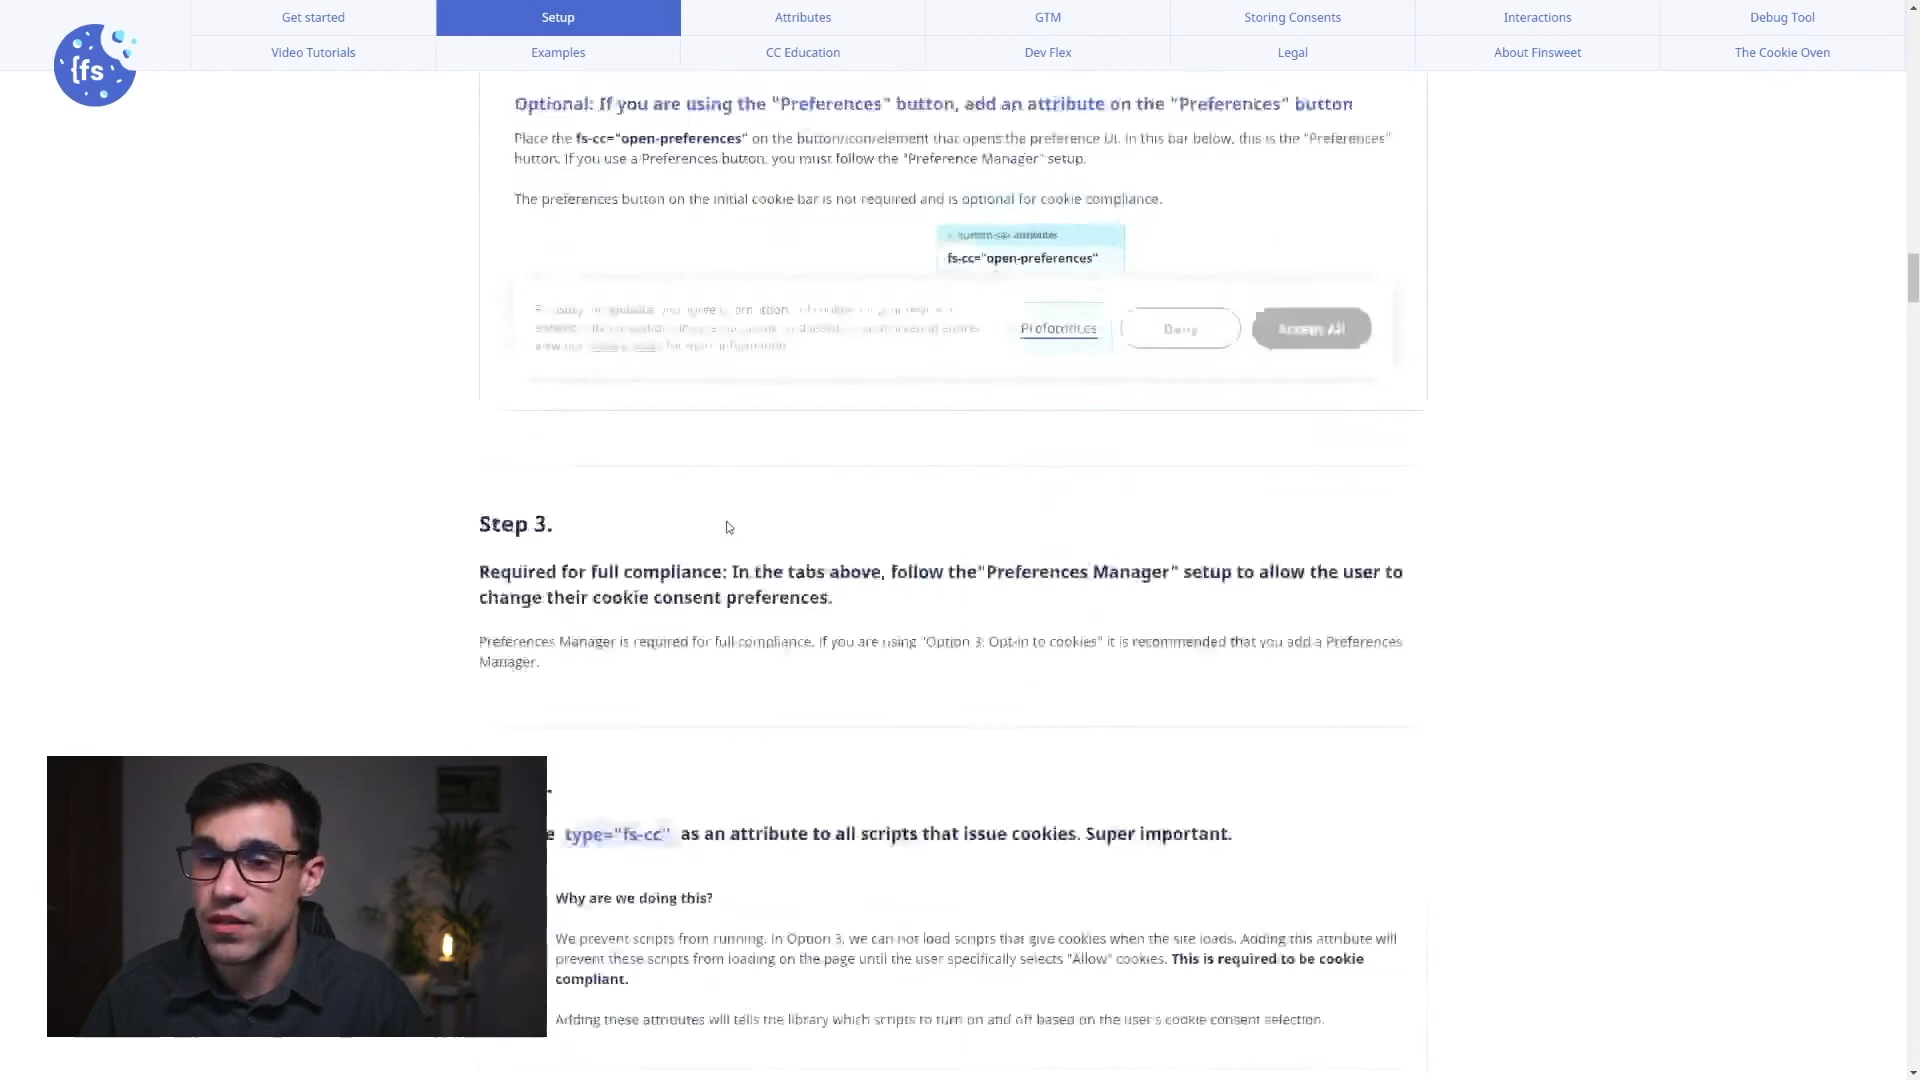 Get started
Setup
Attributes
GTM
Storing Consents
Interactions
Debug Tool
Video Tutorials
Examples
CC Education
Dev Flex
Legal
About Finsweet
The Cookie Oven
{fs
Optional: If you are using the "Preferences" button, add an attribute on the "Preferences" button
Place the fs-cc="open-preferences" on the button/icon/element that opens the preference UI. In this bar below, this is the "Preferences"
button. If you use a Preferences button, you must follow the "Preference Manager" setup.
The preferences button on the initial cookie bar is not required and is optional for cookie compliance.
fs-cc="open-preferences"
Preferences
Deny
Accept All
for more information
Step 3.
Required for full compliance: In the tabs above, follow the"Preferences Manager" setup to allow the user to
change their cookie consent preferences.
Preferences Manager is required for full compliance. If you are using "Option 3: Opt-in to cookies" it is recommended that you add a Preferences
Manager.
e type="fs-cc" as an attribute to all scripts that issue cookies. Super important.
Why are we doing this?
We prevent scripts from running. In Option 3, we can not load scripts that give cookies when the site loads. Adding this attribute will
prevent these scripts from loading on the page until the user specifically selects "Allow" cookies. This is required to be cookie
compliant.
Adding these attributes will tells the library which scripts to turn on and off based on the user's cookie consent selection.